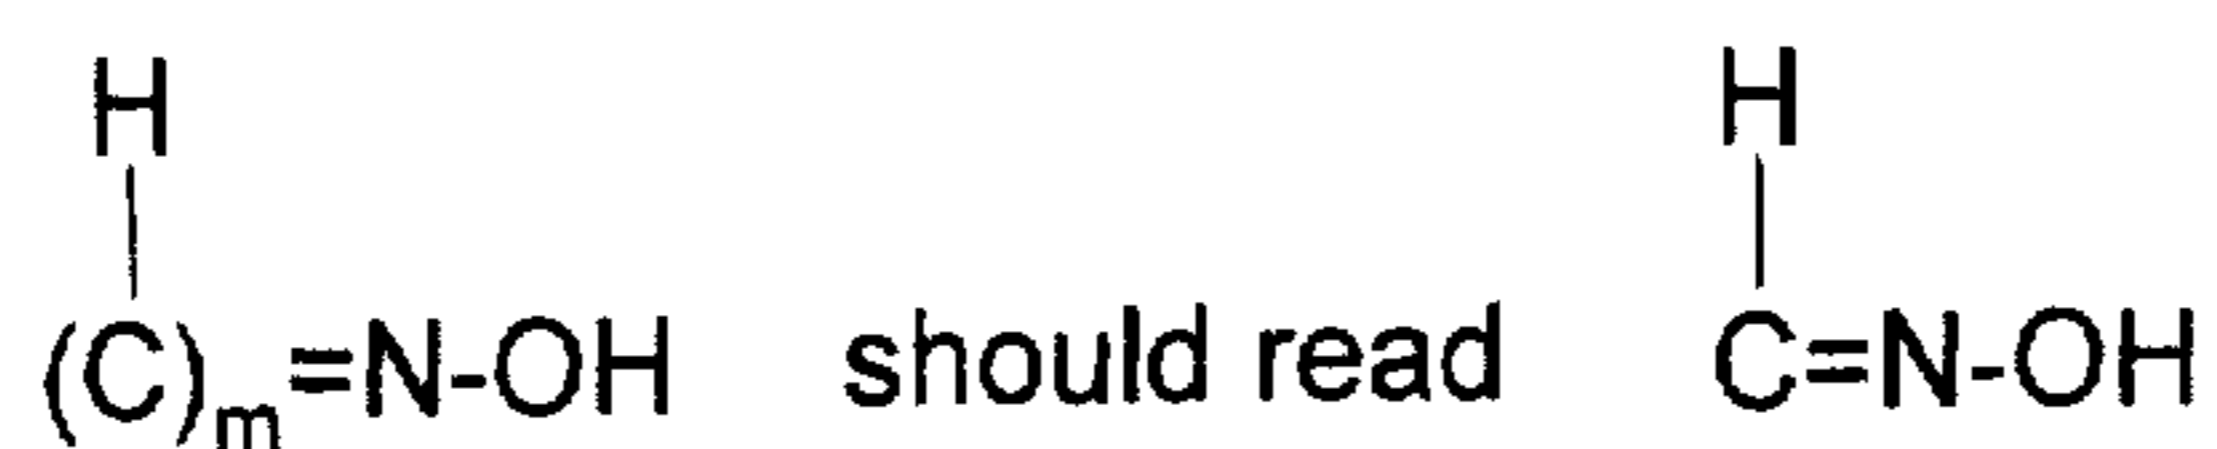 H H
(C)m=N-OH should read C=N-OH